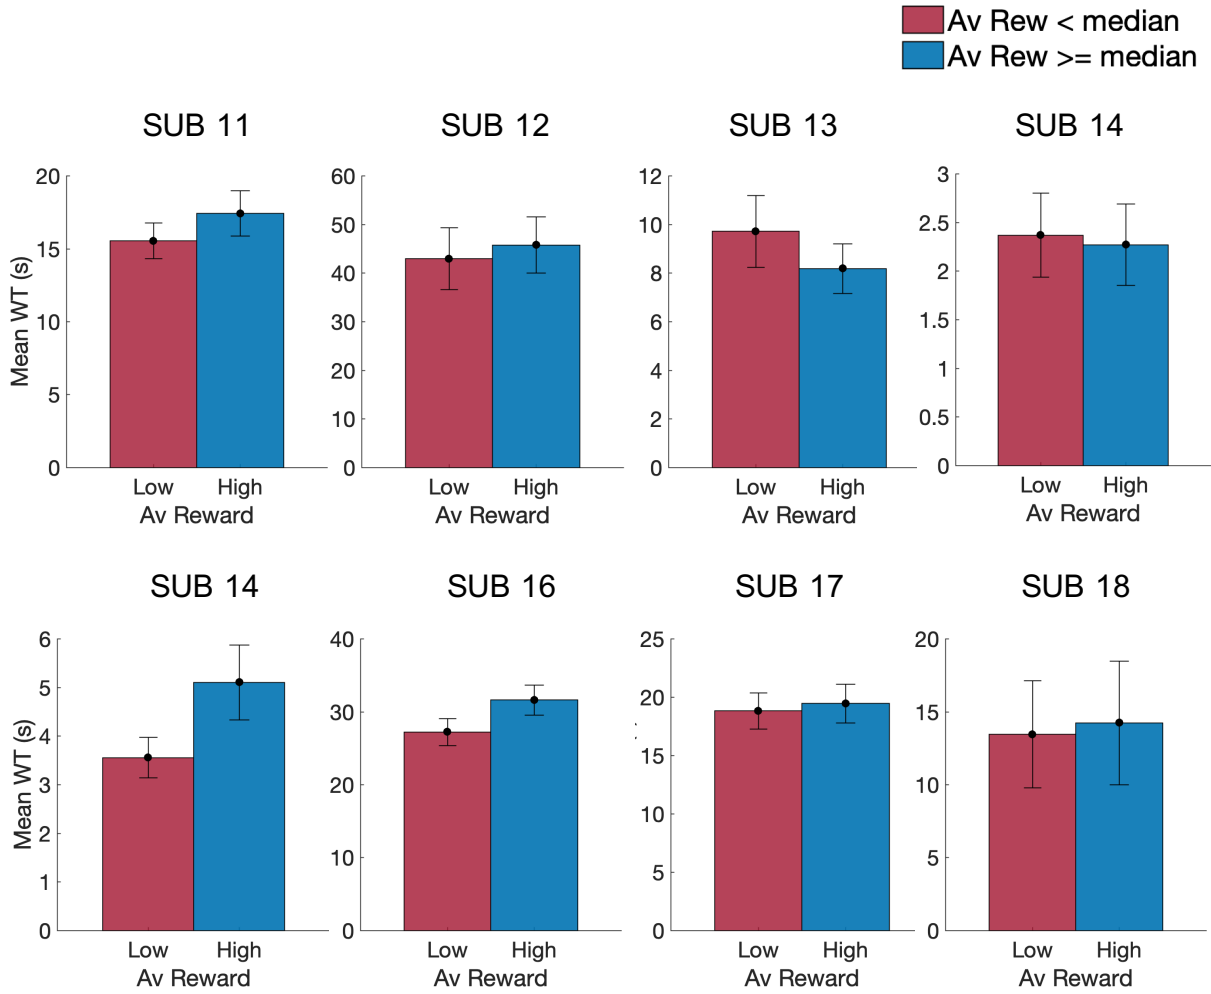 Av Rew < median
Av Rew >= median
SUB 11
SUB 12
SUB 13
SUB 14
Mean WT (s)
20
15
10
5
0
Low High
Av Reward
60
50
40
30
20
10
0
Low High
Av Reward
12
10
8
6
4
2
0
Low High
Av Reward
3
2.5
2
1.5
1
0.5
0
Low High
Av Reward
SUB 14
SUB 16
SUB 17
SUB 18
Mean WT (s)
6
5
4
3
2
1
0
Low High
Av Reward
40
30
20
10
0
Low High
Av Reward
25
20
15
10
5
0
Low High
Av Reward
20
15
10
5
0
Low High
Av Reward